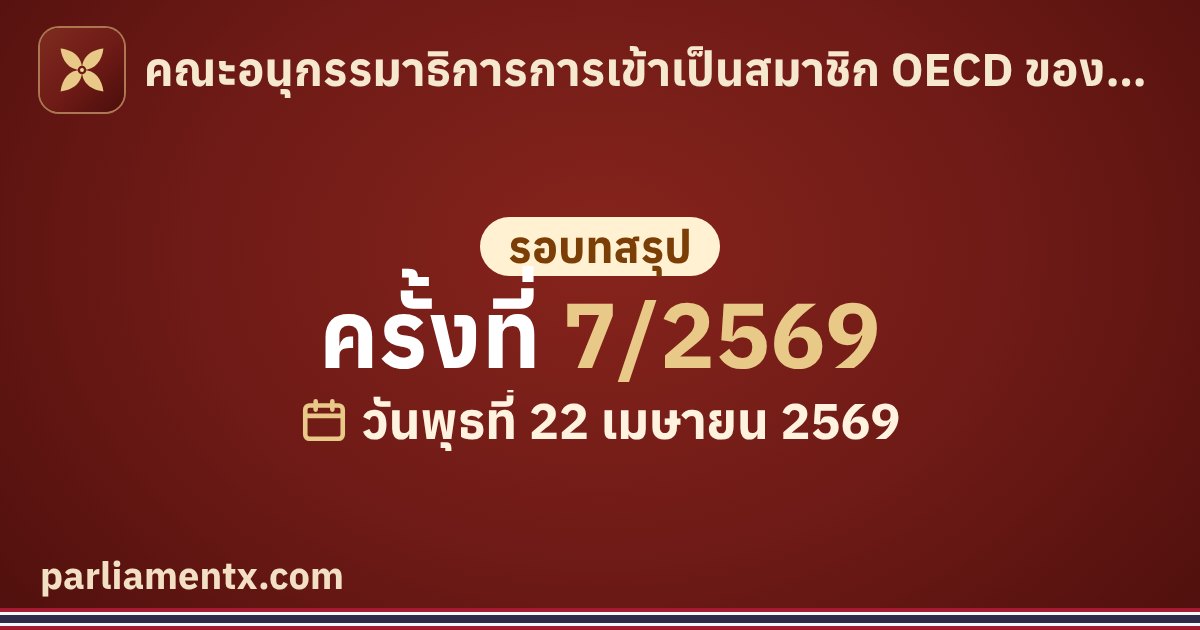 คณะอนุกรรมาธิการการเข้าเป็นสมาชิก OECD ของ...
รอบทสรุป
ครั้งที่ 7/2569
วันพุธที่ 22 เมษายน 2569
parliamentx.com